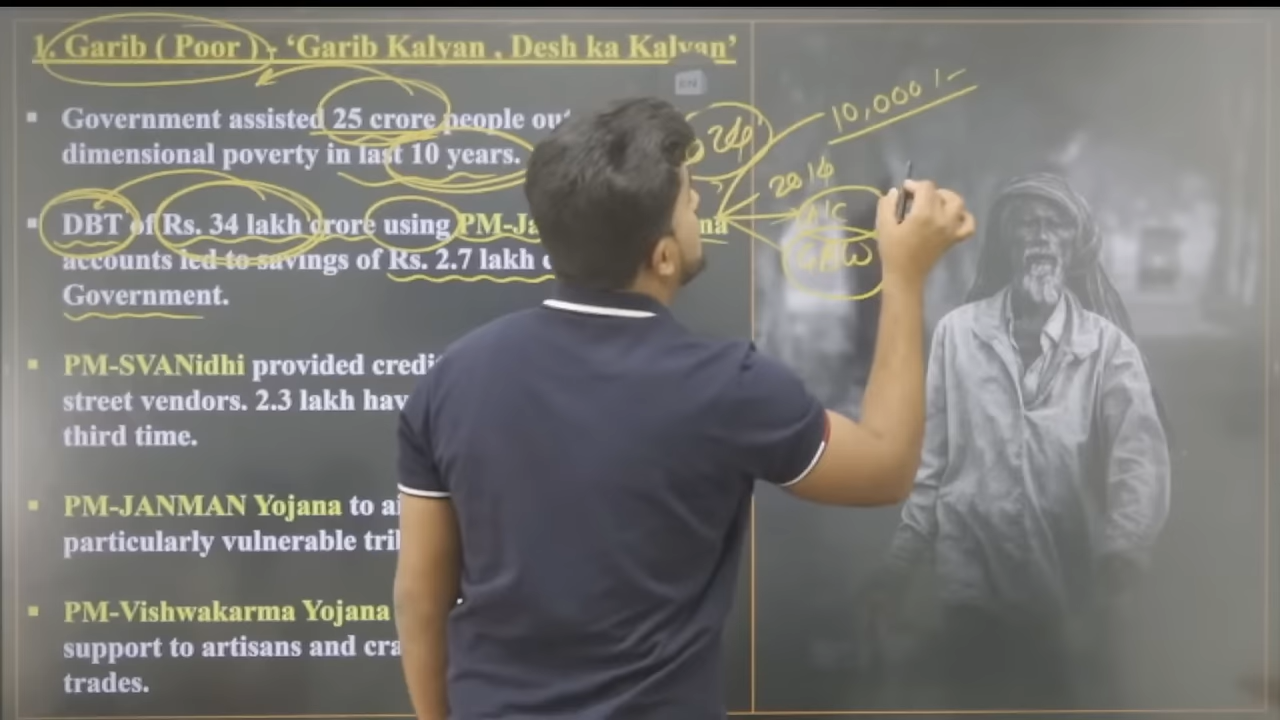 1. Garib ( Poor ) - ‘Garib Kalyan , Desh ka Kalyan’
EN
▪ Government assisted 25 crore people out
dimensional poverty in last 10 years.
24
10,000/-
2014
A/C
▪ DBT of Rs. 34 lakh crore using PM-Ja
accounts led to savings of Rs. 2.7 lakh
Government.
▪ PM-SVANidhi provided credi
street vendors. 2.3 lakh hav
third time.
▪ PM-JANMAN Yojana to ai
particularly vulnerable tri
▪ PM-Vishwakarma Yojana
support to artisans and cra
trades.